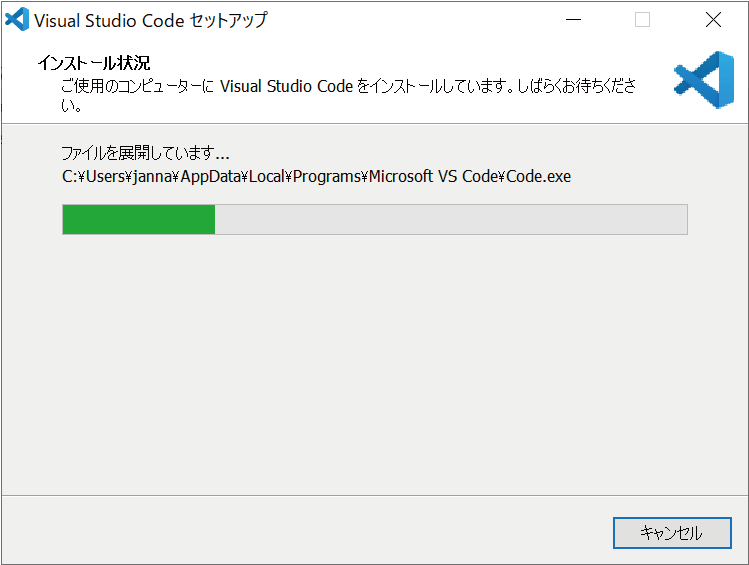 Visual Studio Code セットアップ
インストール状況
ご使用のコンピューターに Visual Studio Code をインストールしています。しばらくお待ちくださ
い。
ファイルを展開しています...
C:¥Users¥janna¥AppData¥Local¥Programs¥Microsoft VS Code¥Code.exe
キャンセル